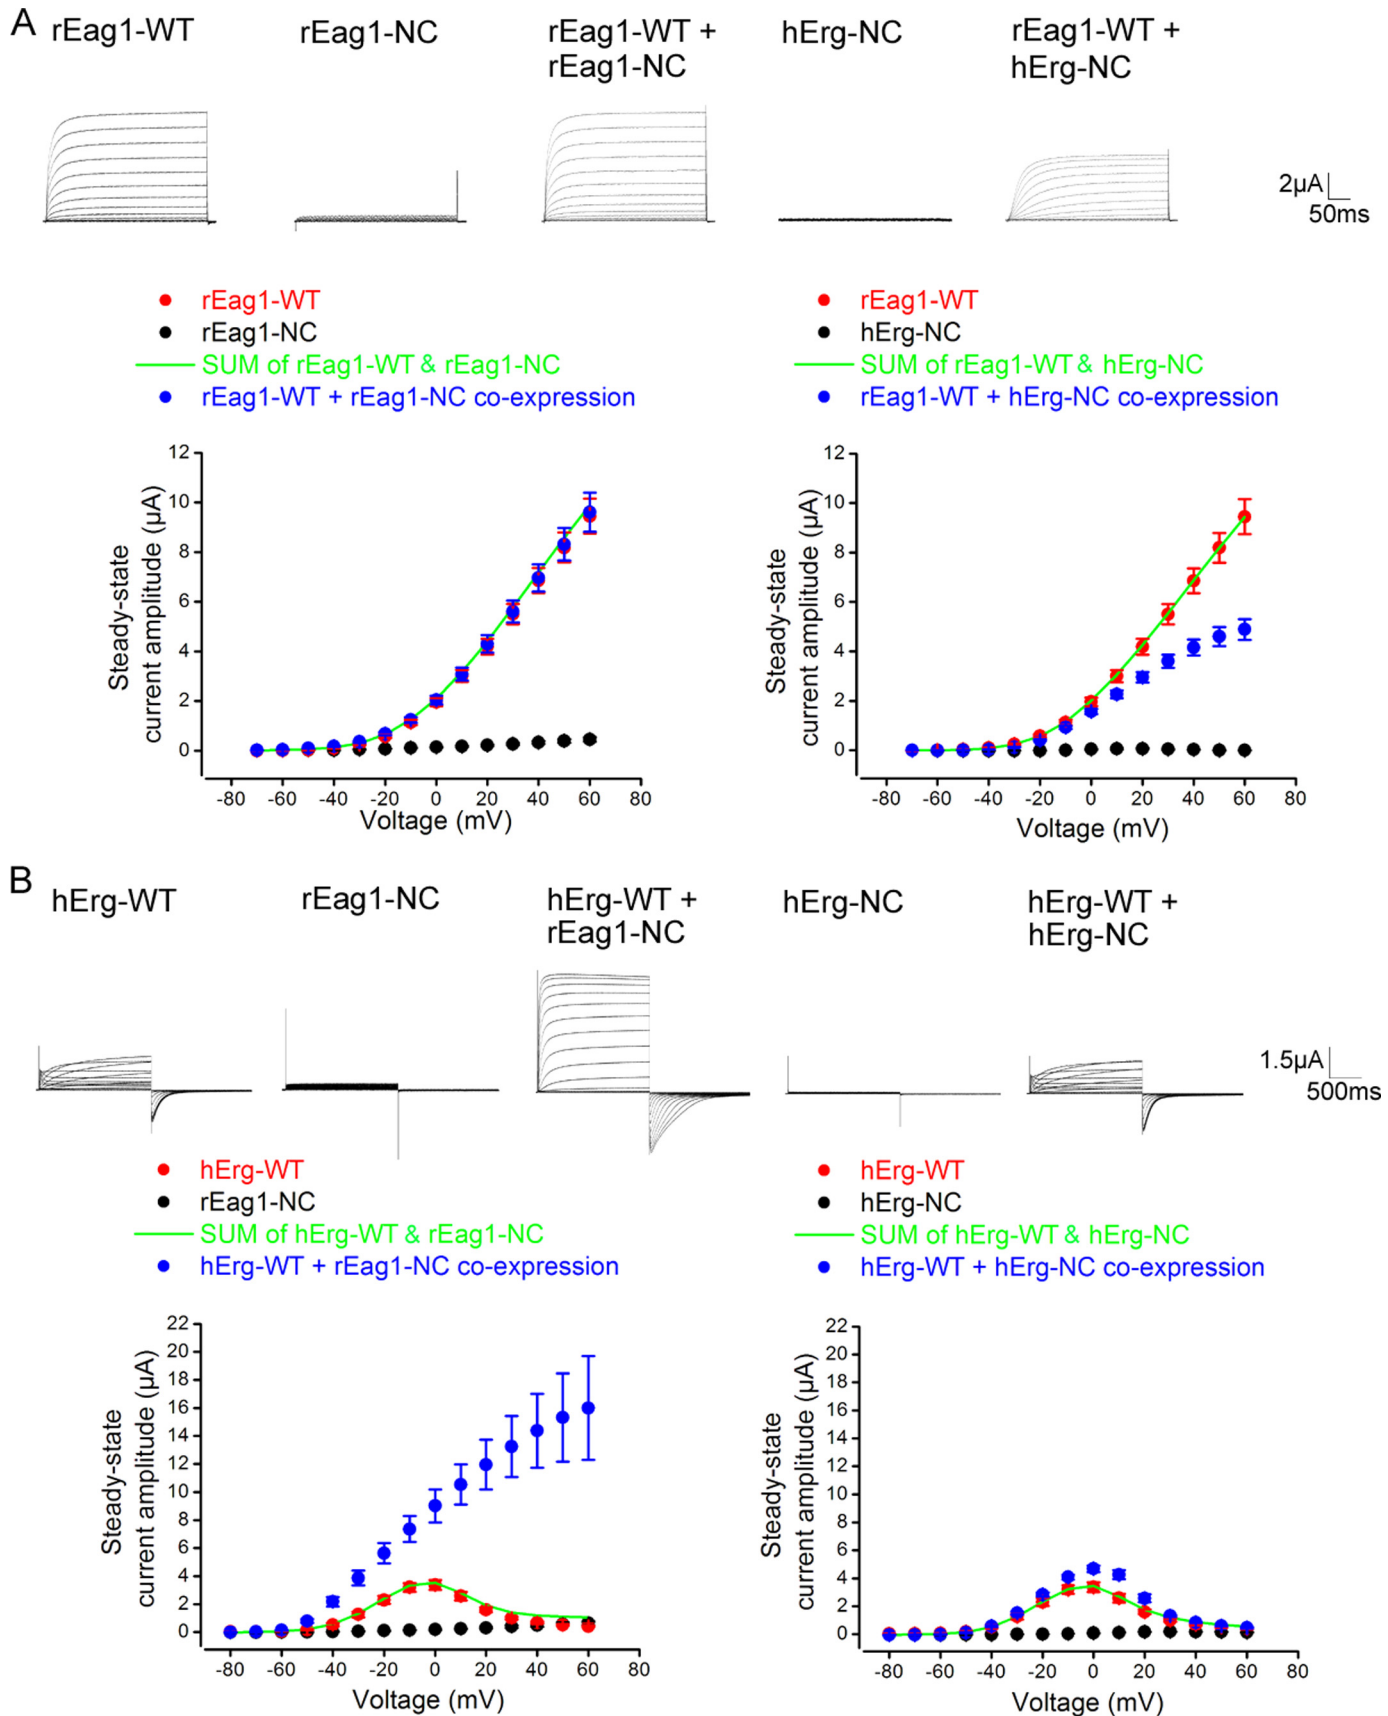 A
rEag1-WT
rEag1-NC
rEag1-WT +
rEag1-NC
hErg-NC
rEag1-WT +
hErg-NC
2µA
50ms
rEag1-WT
rEag1-NC
SUM of rEag1-WT & rEag1-NC
rEag1-WT + rEag1-NC co-expression
Steady-state
current amplitude (µA)
12
10
8
6
4
2
0
-80 -60 -40 -20 0 20 40 60 80
Voltage (mV)
rEag1-WT
hErg-NC
SUM of rEag1-WT & hErg-NC
rEag1-WT + hErg-NC co-expression
Steady-state
current amplitude (µA)
12
10
8
6
4
2
0
-80 -60 -40 -20 0 20 40 60 80
Voltage (mV)
B
hErg-WT
rEag1-NC
hErg-WT +
rEag1-NC
hErg-NC
hErg-WT +
hErg-NC
1.5µA
500ms
hErg-WT
rEag1-NC
SUM of hErg-WT & rEag1-NC
hErg-WT + rEag1-NC co-expression
Steady-state
current amplitude (µA)
22
20
18
16
14
12
10
8
6
4
2
0
-80 -60 -40 -20 0 20 40 60 80
Voltage (mV)
hErg-WT
hErg-NC
SUM of hErg-WT & hErg-NC
hErg-WT + hErg-NC co-expression
Steady-state
current amplitude (µA)
22
20
18
16
14
12
10
8
6
4
2
0
-80 -60 -40 -20 0 20 40 60 80
Voltage (mV)